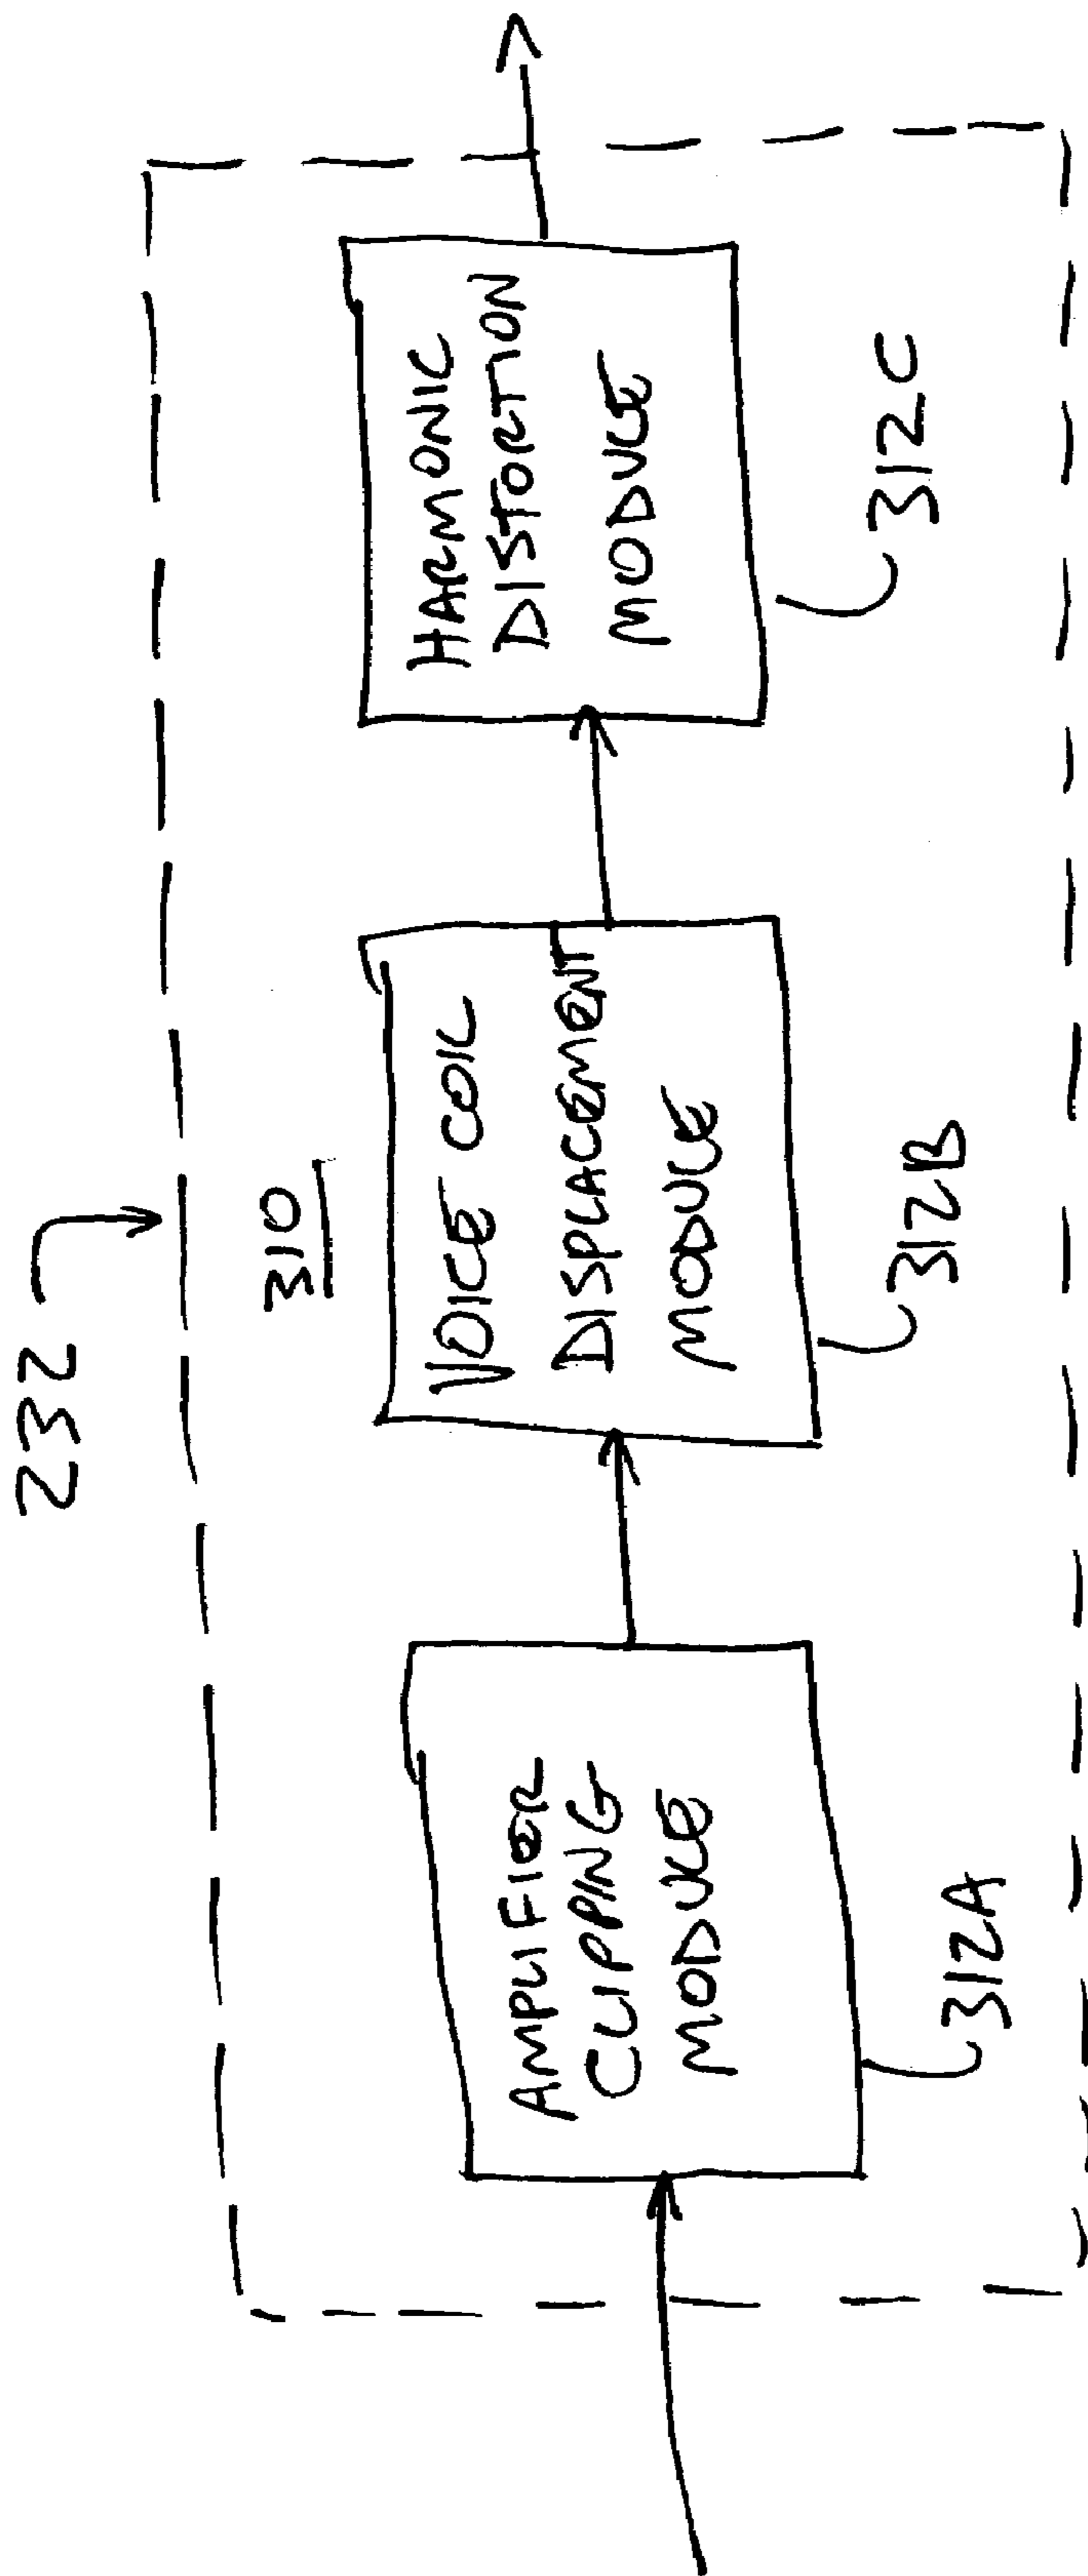 232
310
AMPLIFIER
CLIPPING
MODULE
312A
VOICE COIL
DISPLACEMENT
MODULE
312B
HARMONIC
DISTORTION
MODULE
312C